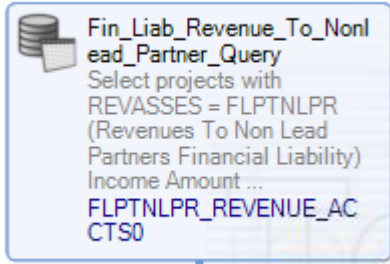 Fin_Liab_Revenue_To_Nonl
ead_Partner_Query
Select projects with
REVASSES = FLPTNLPR
(Revenues To Non Lead
Partners Financial Liability)
Income Amount ...
FLPTNLPR_REVENUE_AC
CTS0